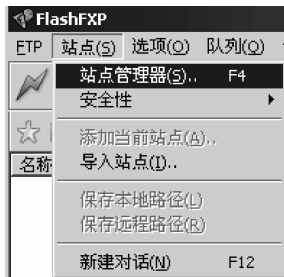 FlashFXP
FTP 站点(S) 选项(O) 队列(Q)
站点管理器(S).. F4
安全性
添加当前站点(A)..
名称
导入站点(I)..
保存本地路径(L)
保存远程路径(R)
新建对话(N) F12